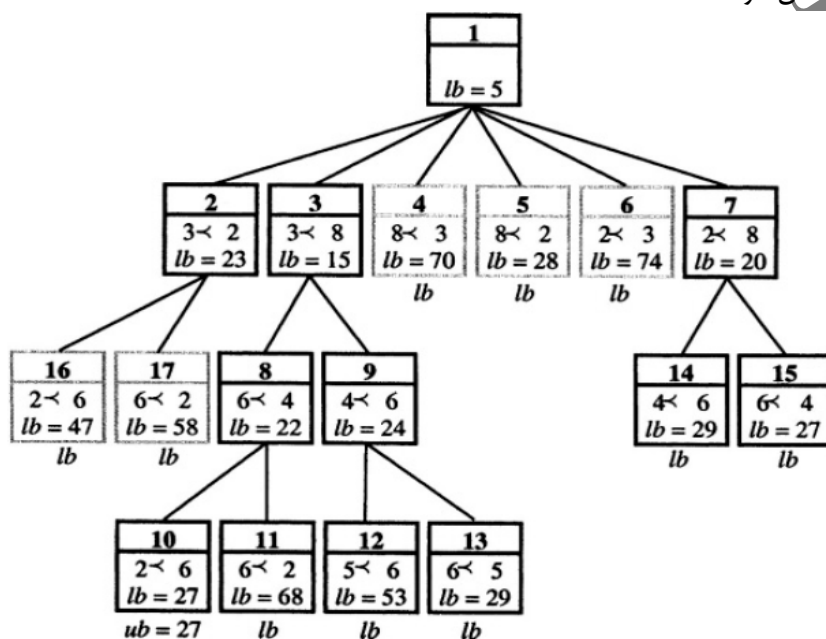 1
lb = 5
2
3≺ 2
lb = 23
3
3≺ 8
lb = 15
4
8≺ 3
lb = 70
lb
5
8≺ 2
lb = 28
lb
6
2≺ 3
lb = 74
lb
7
2≺ 8
lb = 20
16
2≺ 6
lb = 47
lb
17
6≺ 2
lb = 58
lb
8
6≺ 4
lb = 22
9
4≺ 6
lb = 24
14
4≺ 6
lb = 29
lb
15
6≺ 4
lb = 27
lb
10
2≺ 6
lb = 27
ub = 27
11
6≺ 2
lb = 68
lb
12
5≺ 6
lb = 53
lb
13
6≺ 5
lb = 29
lb